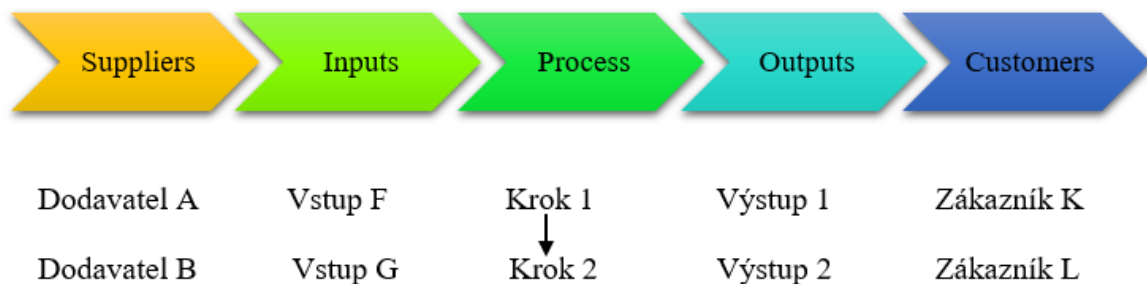 Suppliers Inputs Process Outputs Customers
Dodavatel A Vstup F Krok 1 Výstup 1 Zákazník K
Dodavatel B Vstup G Krok 2 Výstup 2 Zákazník L